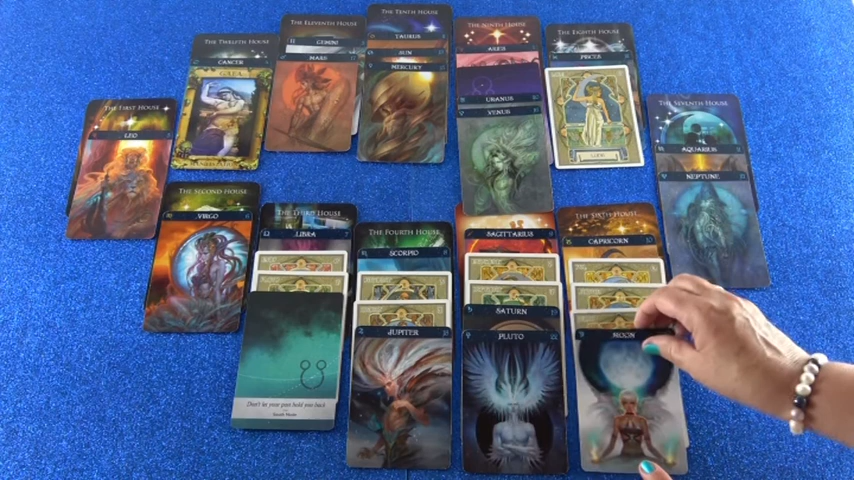 THE TENTH HOUSE
TAURUS
SUN
MERCURY
THE ELEVENTH HOUSE
GEMINI
MARS
THE NINTH HOUSE
ARIES
URANUS
VENUS
THE EIGHTH HOUSE
PISCES
THE TWELFTH HOUSE
CANCER
GAEA
THE FIRST HOUSE
LEO
THE SEVENTH HOUSE
AQUARIUS
NEPTUNE
THE SECOND HOUSE
VIRGO
THE THIRD HOUSE
LIBRA
Don't let your past hold you back
South Node
THE FOURTH HOUSE
SCORPIO
JUPITER
SAGITTARIUS
SATURN
PLUTO
THE SIXTH HOUSE
CAPRICORN
MOON